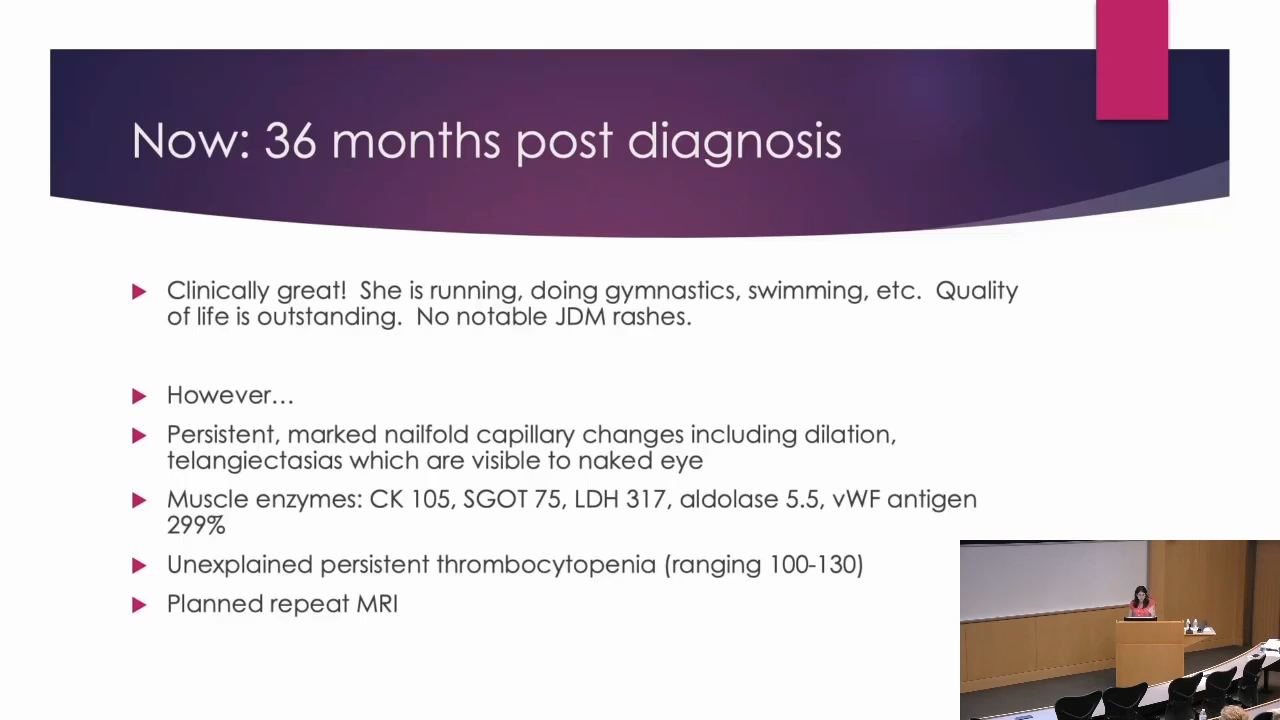 Now: 36 months post diagnosis
Clinically great!  She is running, doing gymnastics, swimming, etc.  Quality
of life is outstanding.  No notable JDM rashes.
However…
Persistent, marked nailfold capillary changes including dilation,
telangiectasias which are visible to naked eye
Muscle enzymes: CK 105, SGOT 75, LDH 317, aldolase 5.5, vWF antigen
299%
Unexplained persistent thrombocytopenia (ranging 100-130)
Planned repeat MRI